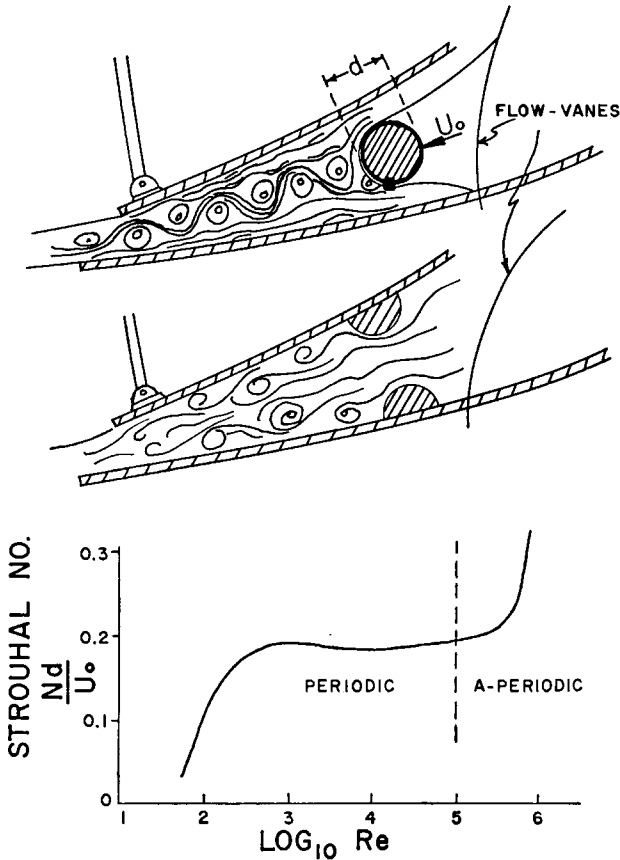 d
U₀
FLOW-VANES
STROUHAL NO.
Nd
U₀
0.3
0.2
0.1
0
PERIODIC
A-PERIODIC
1
2
3
4
5
6
LOG₁₀ Re